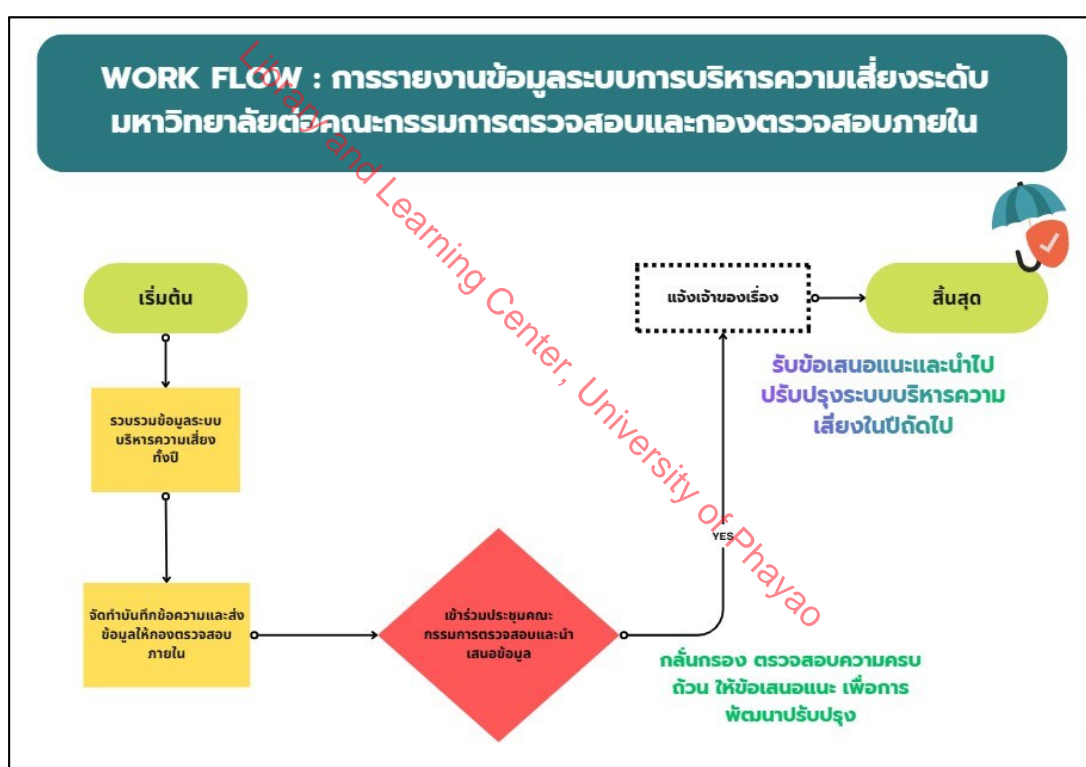 WORK FLOW : การรายงานข้อมูลระบบการบริหารความเสี่ยงระดับ
มหาวิทยาลัยต่อคณะกรรมการตรวจสอบและกองตรวจสอบภายใน
Library and Learning Center, University of Phayao
เริ่มต้น
แจ้งเจ้าของเรื่อง
สิ้นสุด
รับข้อเสนอแนะและนำไป
ปรับปรุงระบบบริหารความ
เสี่ยงในปีถัดไป
รวบรวมข้อมูลระบบ
บริหารความเสี่ยง
ทั้งปี
YES
จัดทำบันทึกข้อความและส่ง
ข้อมูลให้กองตรวจสอบ
ภายใน
เข้าร่วมประชุมคณะ
กรรมการตรวจสอบและนำ
เสนอข้อมูล
กลั่นกรอง ตรวจสอบความครบ
ถ้วน ให้ข้อเสนอแนะ เพื่อการ
พัฒนาปรับปรุง